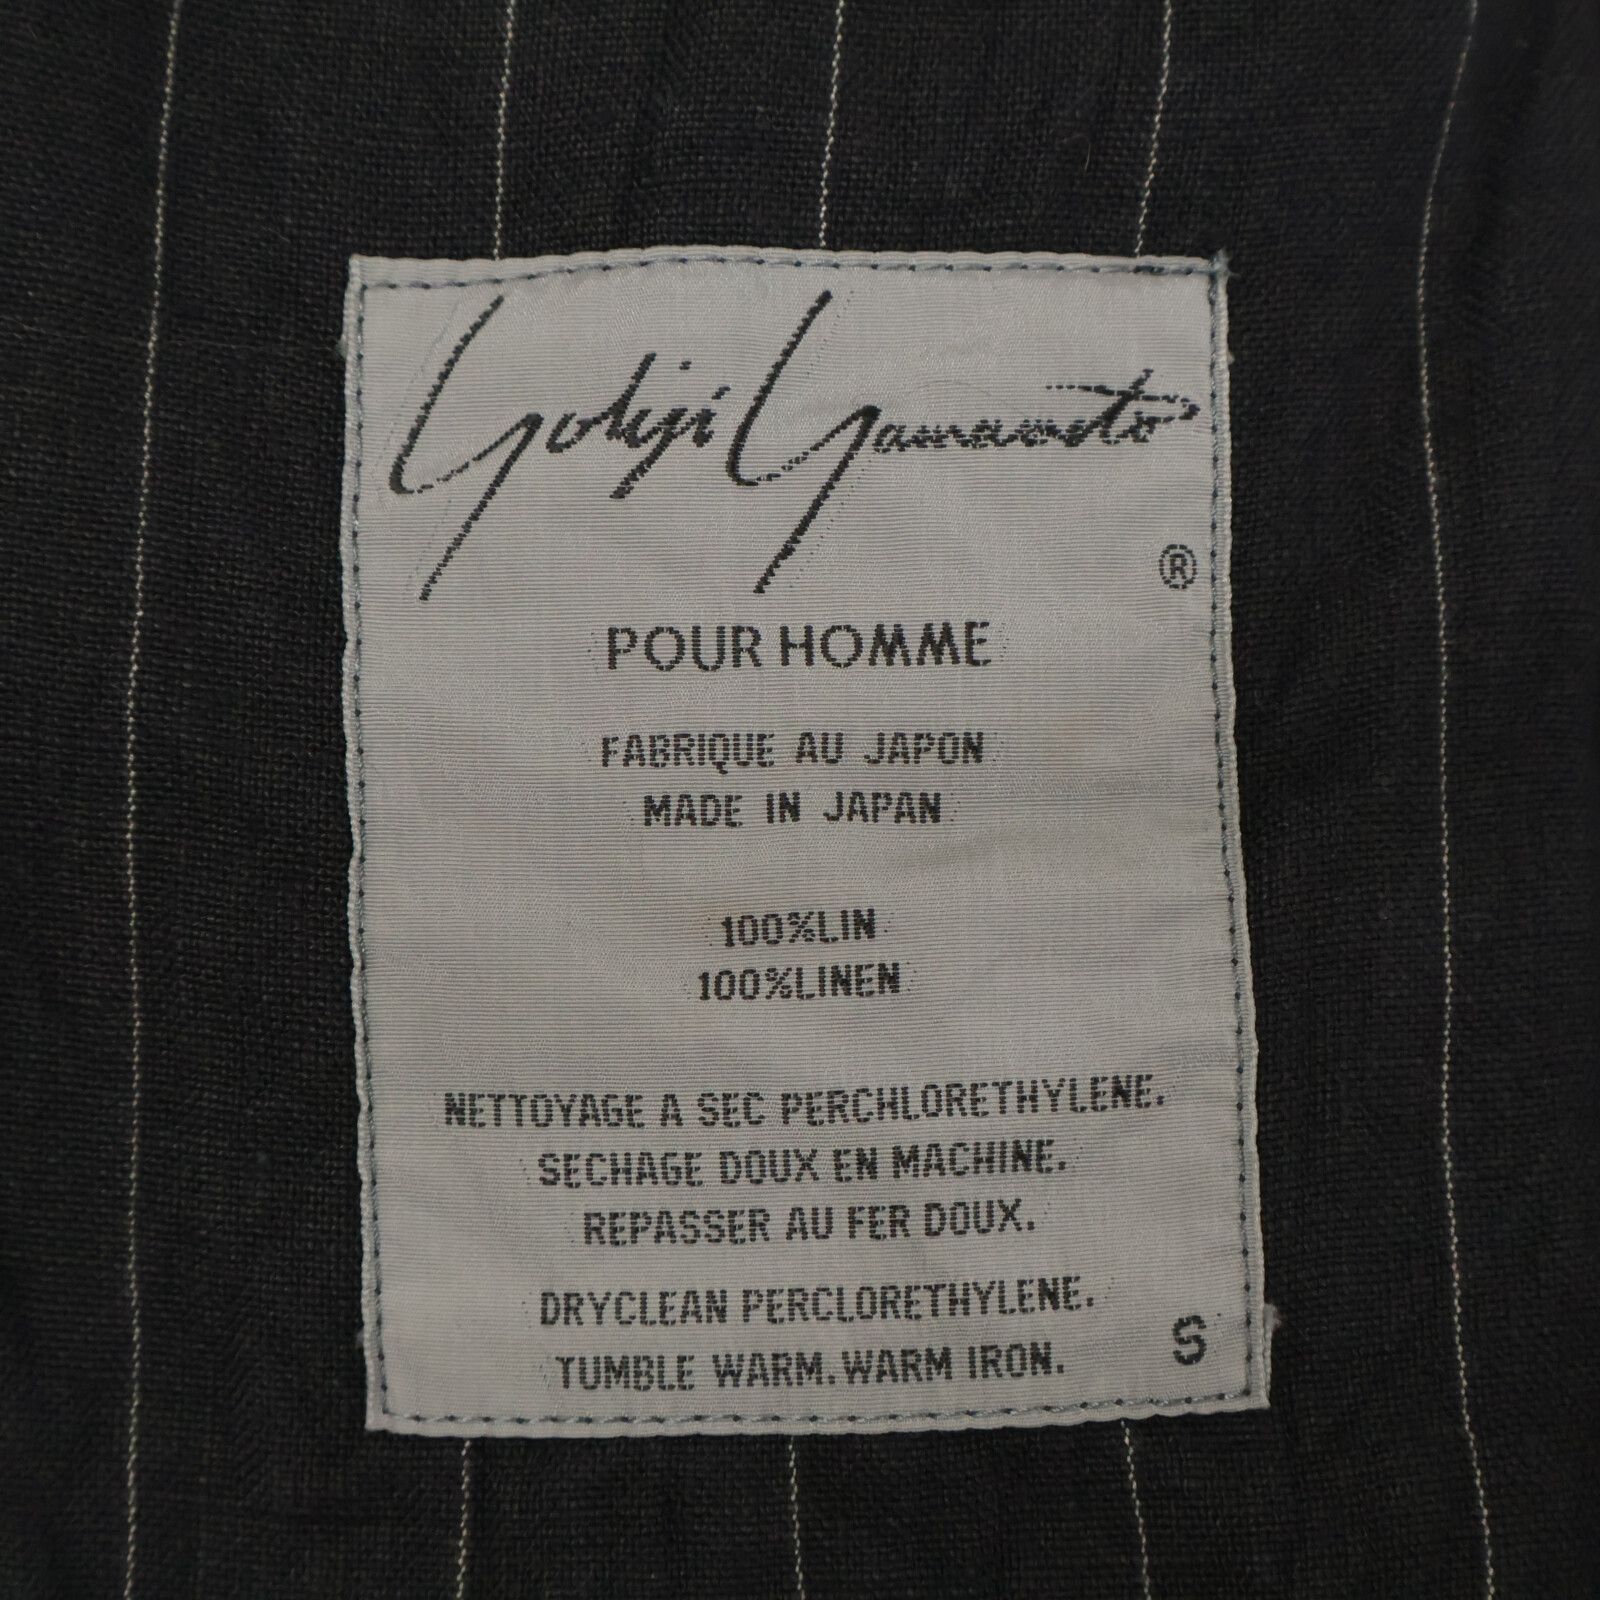 Yohji Yamamoto
®
POUR HOMME
FABRIQUE AU JAPON
MADE IN JAPAN
100%LIN
100%LINEN
NETTOYAGE A SEC PERCHLORETHYLENE.
SECHAGE DOUX EN MACHINE.
REPASSER AU FER DOUX.
DRYCLEAN PERCLORETHYLENE.
TUMBLE WARM. WARM IRON.
S